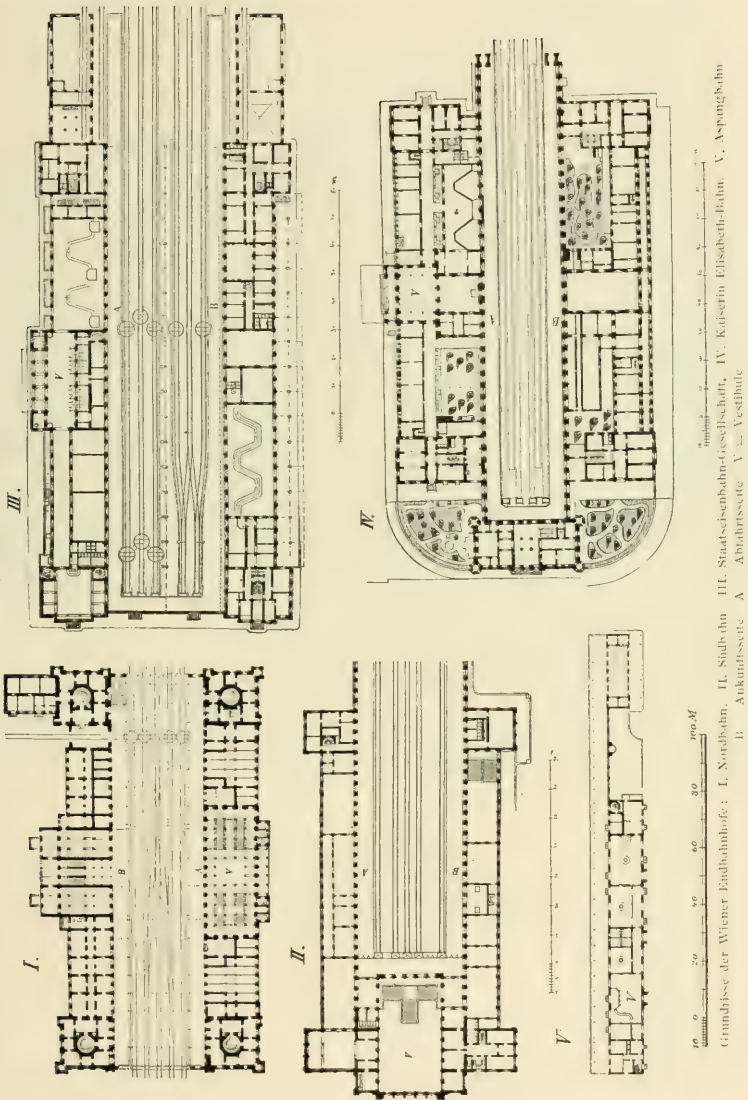 I.
II.
III.
IV.
V.
A
B
V
10 0 20 40 60 80 100 M
Grundrisse der Wiener Endbahnhöfe: I. Nordbahn. II. Südbahn III. Staatseisenbahn-Gesellschaft, IV. Kaiserin Elisabeth-Bahn. V. Aspangbahn
B Ankunftsseite A Abfahrtsseite V = Vestibule